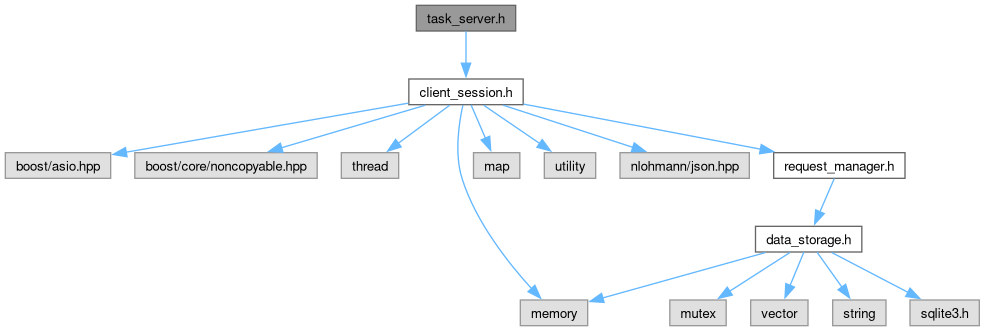 task_server.h
client_session.h
boost/asio.hpp
boost/core/noncopyable.hpp
thread
map
utility
nlohmann/json.hpp
request_manager.h
data_storage.h
memory
mutex
vector
string
sqlite3.h